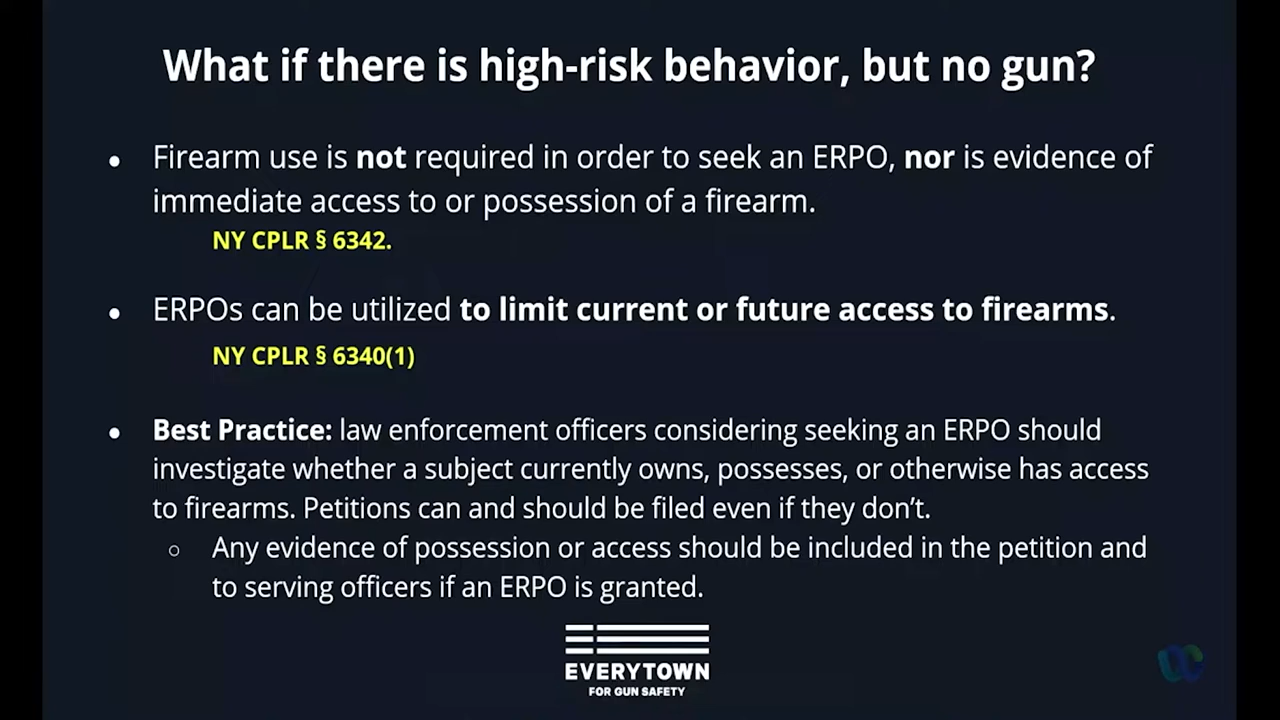 What if there is high-risk behavior, but no gun?
● Firearm use is not required in order to seek an ERPO, nor is evidence of
immediate access to or possession of a firearm.
NY CPLR § 6342.
● ERPOs can be utilized to limit current or future access to firearms.
NY CPLR § 6340(1)
● Best Practice: law enforcement officers considering seeking an ERPO should
investigate whether a subject currently owns, possesses, or otherwise has access
to firearms. Petitions can and should be filed even if they don’t.
○ Any evidence of possession or access should be included in the petition and
to serving officers if an ERPO is granted.
EVERYTOWN
FOR GUN SAFETY